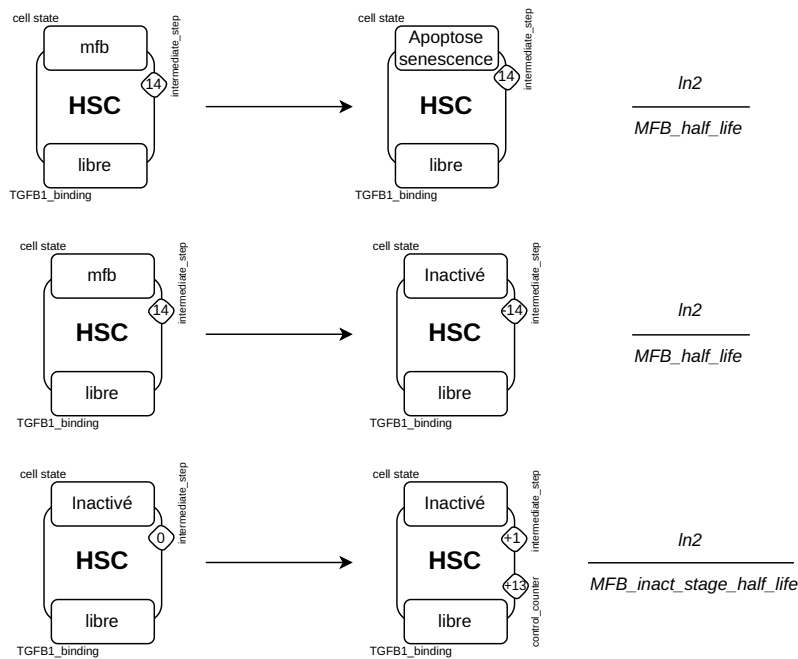 cell state
mfb
intermediate_step
14
HSC
libre
TGFB1_binding
cell state
Apoptose
senescence
intermediate_step
14
HSC
libre
TGFB1_binding
ln2
MFB_half_life
cell state
mfb
intermediate_step
14
HSC
libre
TGFB1_binding
cell state
Inactivé
intermediate_step
-14
HSC
libre
TGFB1_binding
ln2
MFB_half_life
cell state
Inactivé
intermediate_step
0
HSC
libre
TGFB1_binding
cell state
Inactivé
intermediate_step
+1
HSC
+13
control_counter
libre
TGFB1_binding
ln2
MFB_inact_stage_half_life